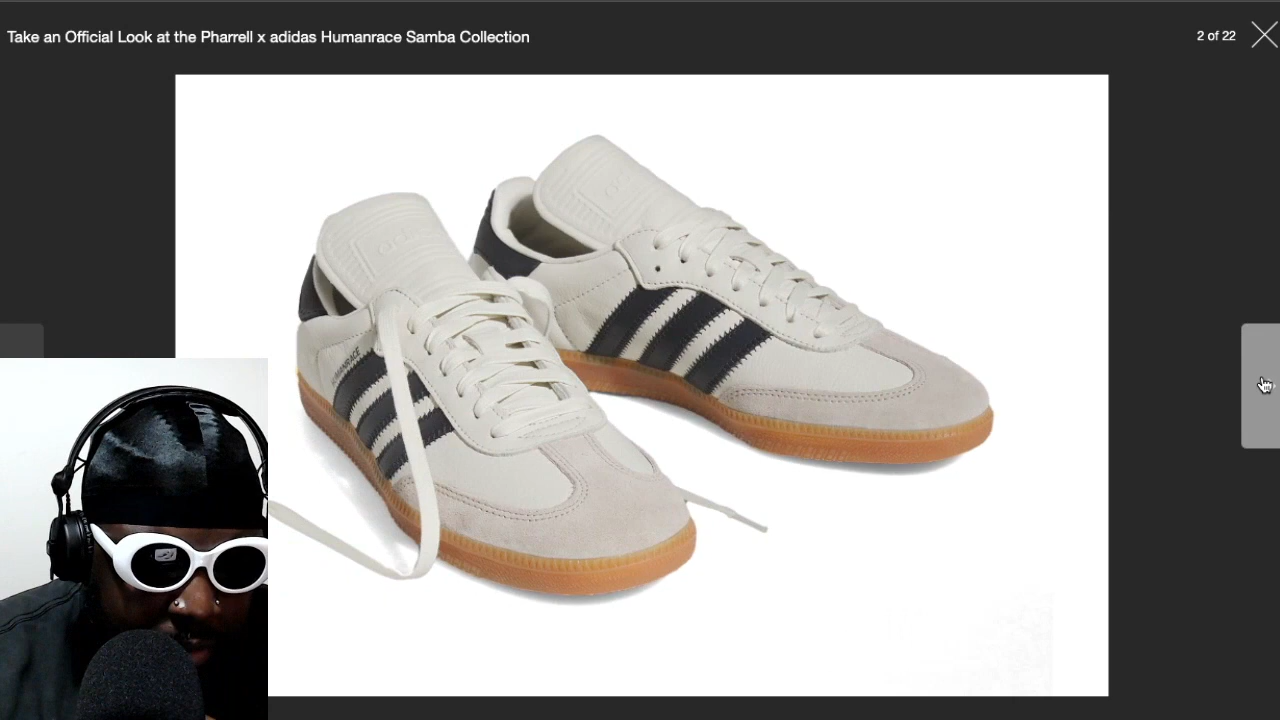 Take an Official Look at the Pharrell x adidas Humanrace Samba Collection
2 of 22